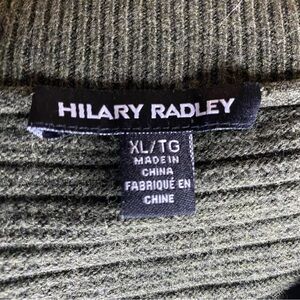 HILARY RADLEY
XL/TG
MADE IN
CHINA
FABRIQUÉ EN
CHINE